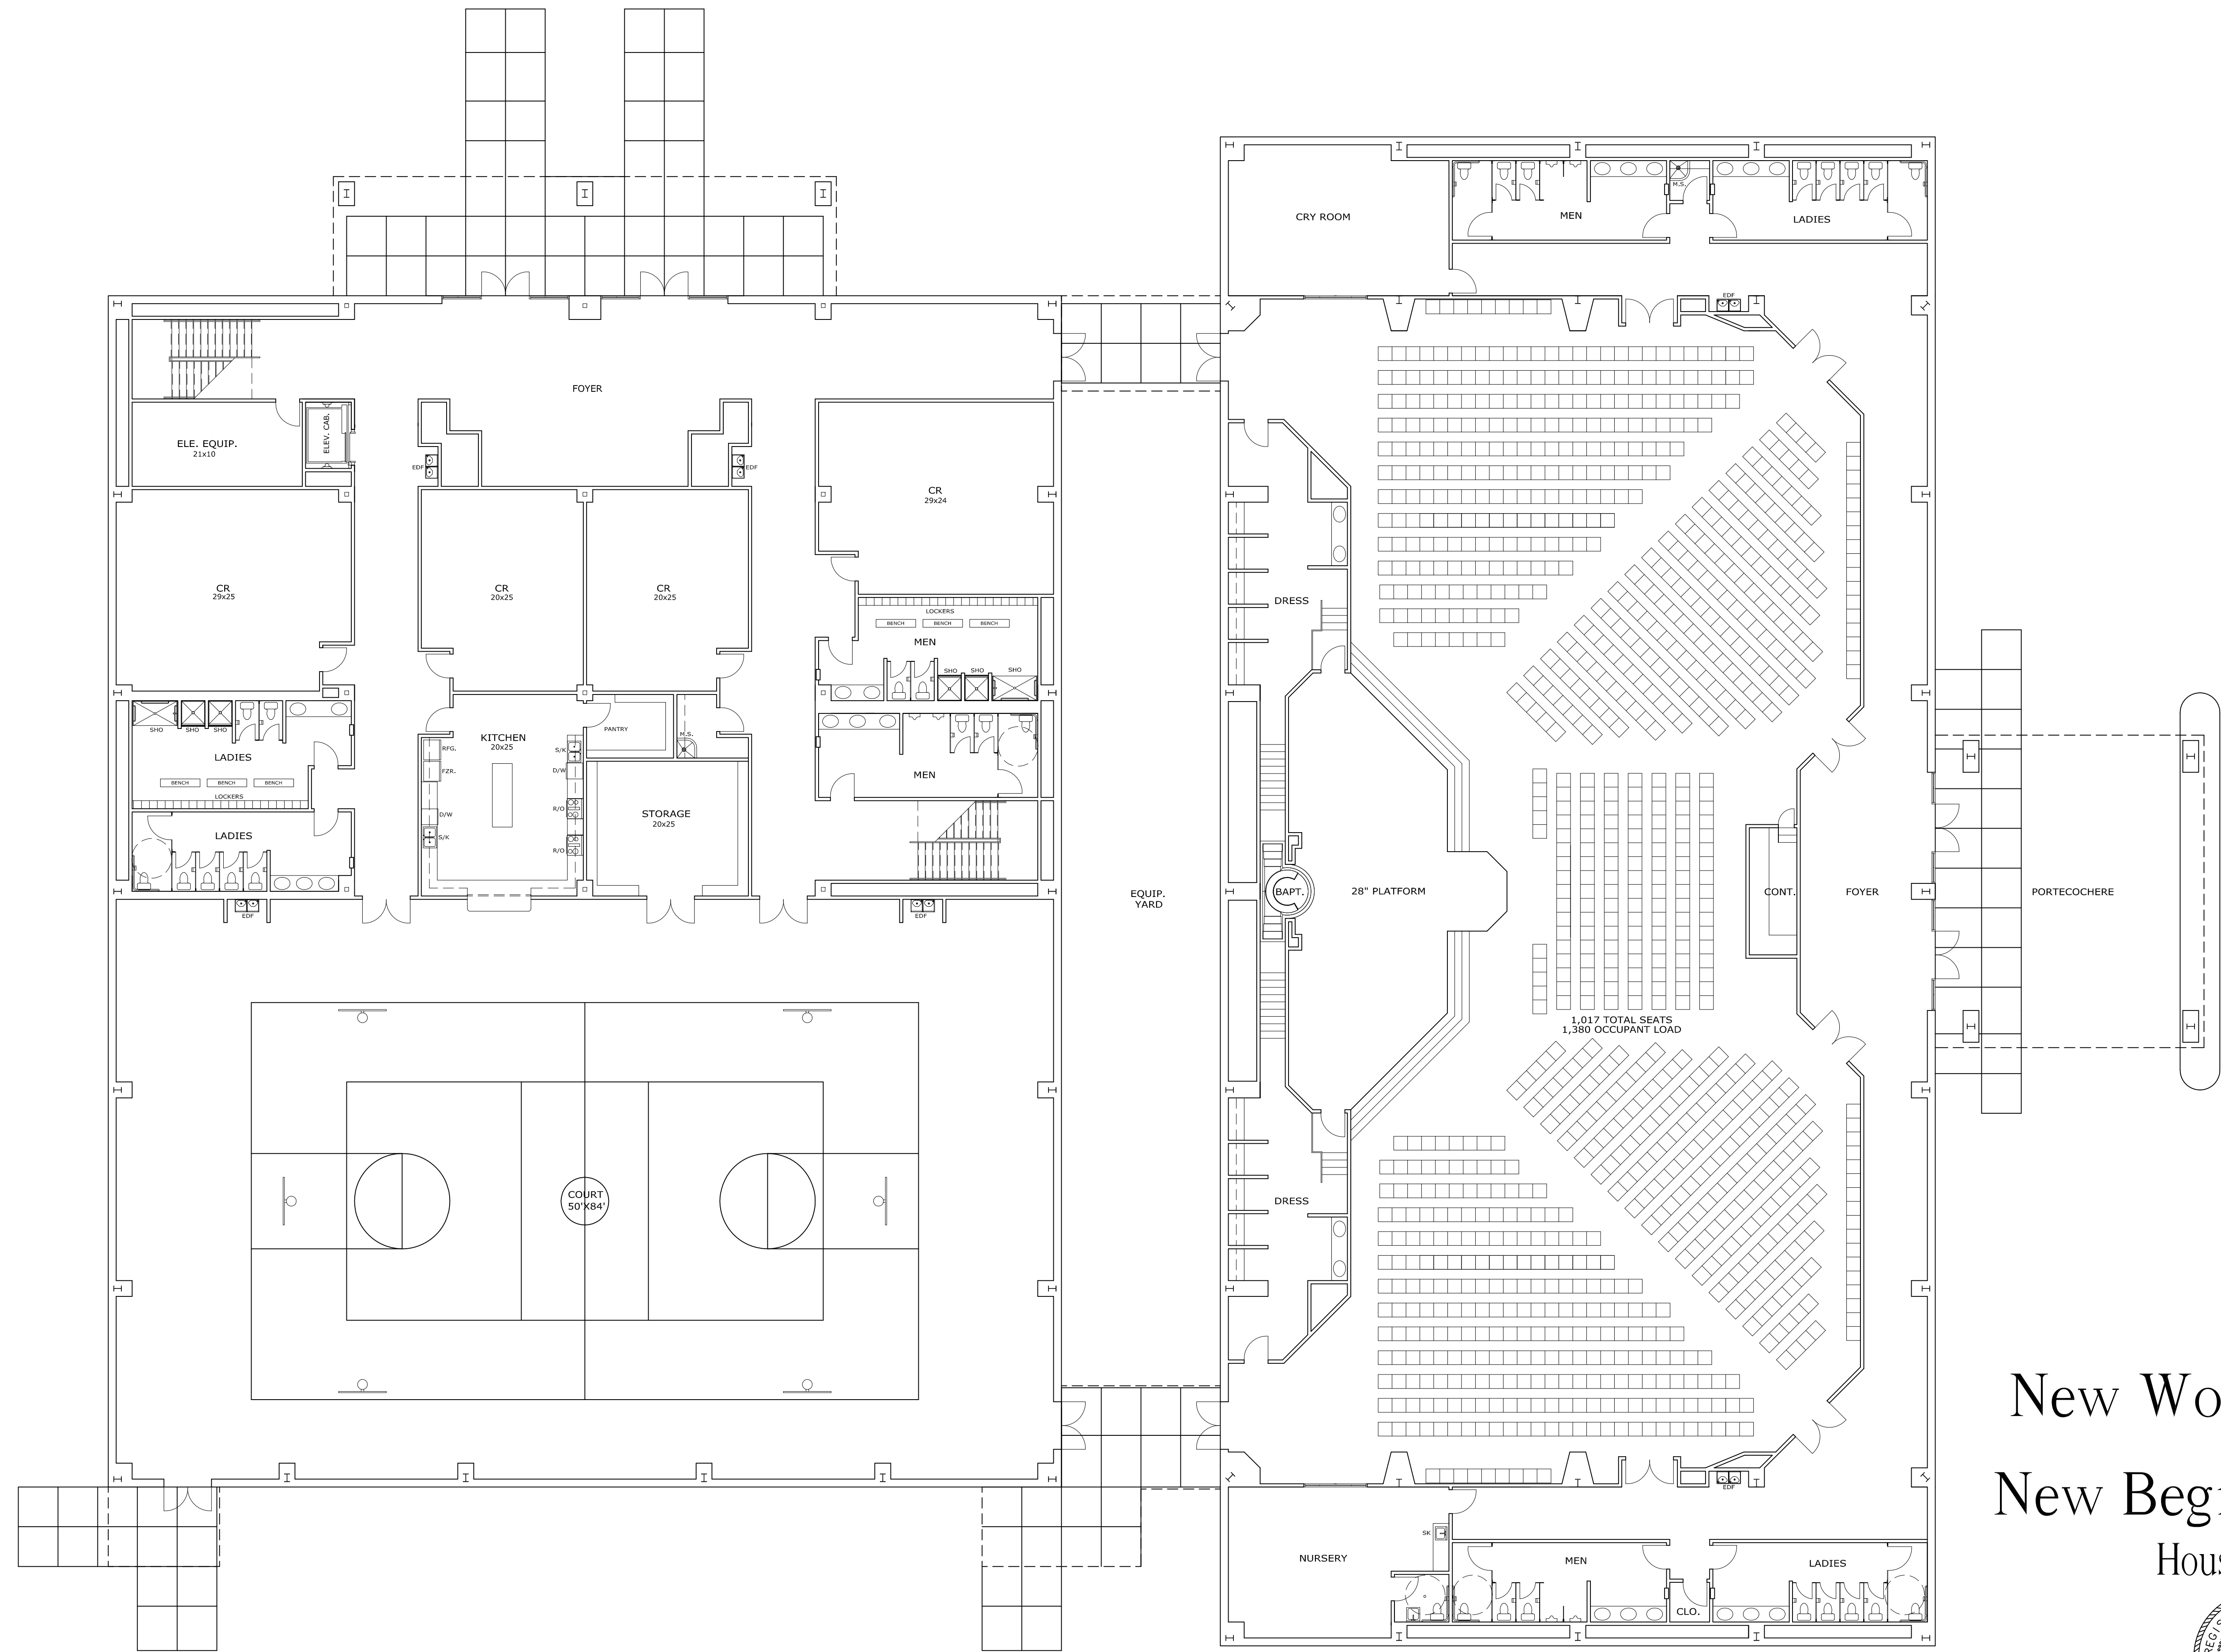 CRY ROOM
MEN
M.S.
LADIES
EDF
FOYER
ELE. EQUIP.
21x10
ELEV. CAB.
EDF
EDF
CR
29x24
CR
29x25
CR
20x25
CR
20x25
LOCKERS
BENCH
BENCH
BENCH
MEN
SHO
SHO
SHO
DRESS
SHO
SHO
SHO
LADIES
BENCH
BENCH
BENCH
LOCKERS
LADIES
KITCHEN
20x25
RFG.
FZR.
D/W
S/K
S/K
D/W
R/O
R/O
PANTRY
M.S.
STORAGE
20x25
MEN
EDF
EDF
EQUIP.
YARD
BAPT.
28" PLATFORM
CONT.
FOYER
PORTECOCHERE
1,017 TOTAL SEATS
1,380 OCCUPANT LOAD
COURT
50'X84'
DRESS
EDF
NURSERY
SK
MEN
CLO.
LADIES
New Wo
New Beg
Hous